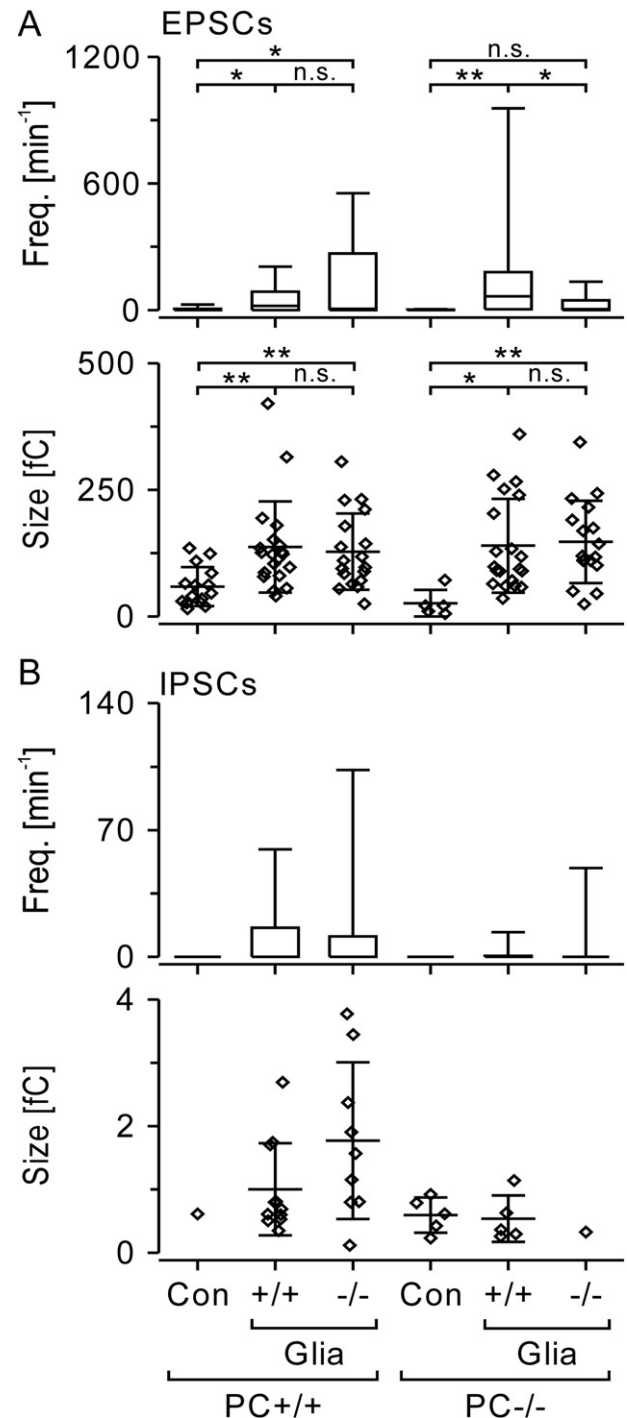 A EPSCs
Freq. [min⁻¹]
1200
600
0
* n.s.
*
n.s.
** *
Size [fC]
500
250
0
**
** n.s.
**
* n.s.
B IPSCs
Freq. [min⁻¹]
140
70
0
Size [fC]
4
2
0
Con +/+ -/- Con +/+ -/-
Glia Glia
PC+/+ PC-/-